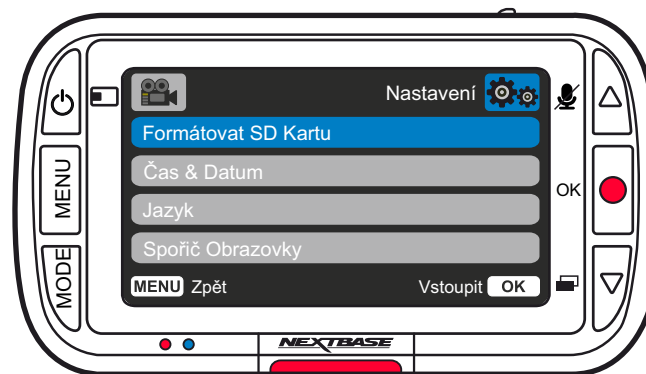 Nastavení
Formátovat SD Kartu
Čas & Datum
Jazyk
Spořič Obrazovky
MENU Zpět
Vstoupit OK
MENU
MODE
OK
NEXTBASE